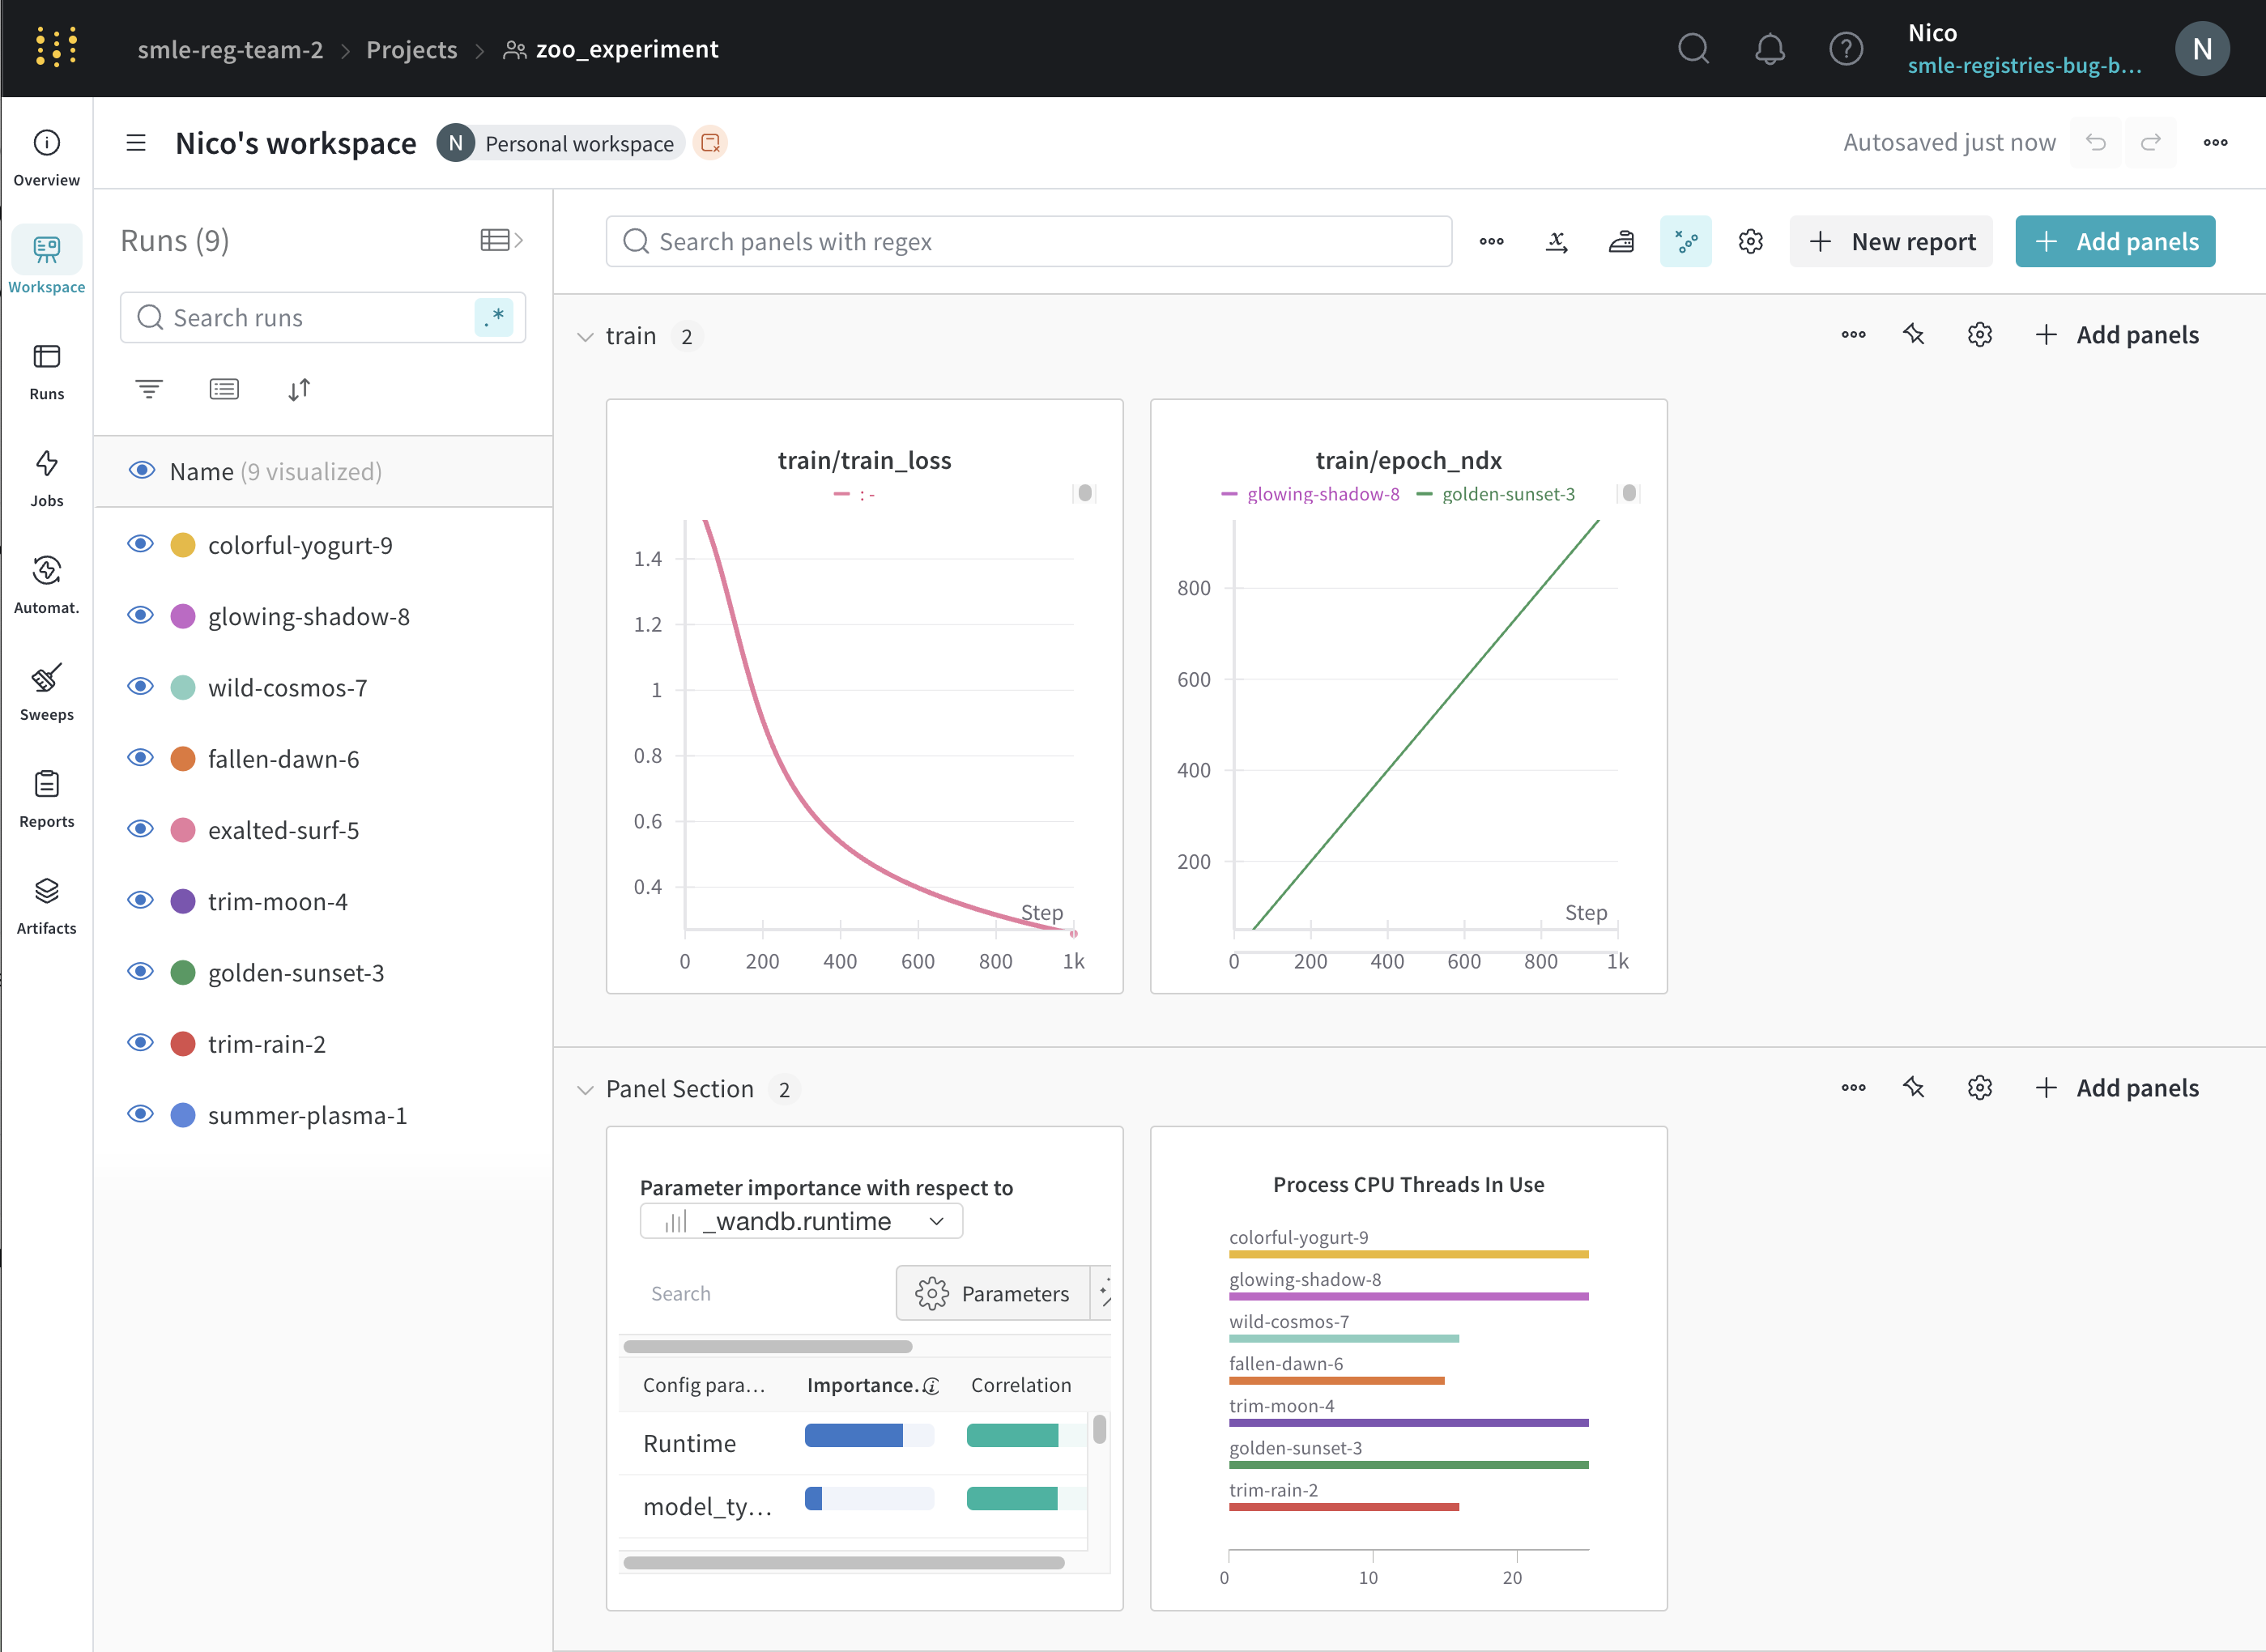 smle-reg-team-2 > Projects > zoo_experiment
Nico
smle-registries-bug-b...
N
Overview
Workspace
Runs
Jobs
Automat.
Sweeps
Reports
Artifacts
Nico's workspace
N Personal workspace
Autosaved just now
Runs (9)
Search runs
.*
Name (9 visualized)
colorful-yogurt-9
glowing-shadow-8
wild-cosmos-7
fallen-dawn-6
exalted-surf-5
trim-moon-4
golden-sunset-3
trim-rain-2
summer-plasma-1
Search panels with regex
+ New report
+ Add panels
train 2
+ Add panels
train/train_loss
: -
1.4
1.2
1
0.8
0.6
0.4
Step
0 200 400 600 800 1k
train/epoch_ndx
glowing-shadow-8 golden-sunset-3
800
600
400
200
Step
0 200 400 600 800 1k
Panel Section 2
+ Add panels
Parameter importance with respect to
_wandb.runtime
Search
Parameters
Config para... Importance. Correlation
Runtime
model_ty...
Process CPU Threads In Use
colorful-yogurt-9
glowing-shadow-8
wild-cosmos-7
fallen-dawn-6
trim-moon-4
golden-sunset-3
trim-rain-2
0 10 20